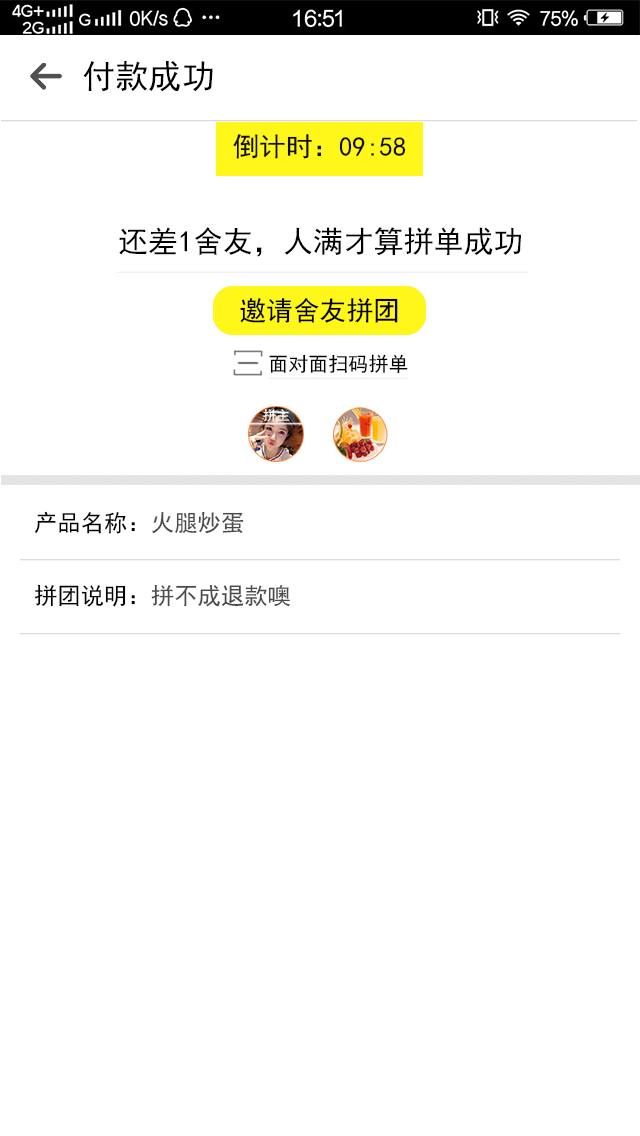 4G+ 2G G 0K/s 16:51 75%
付款成功
倒计时：09:58
还差1舍友，人满才算拼单成功
邀请舍友拼团
面对面扫码拼单
拼主
产品名称：火腿炒蛋
拼团说明：拼不成退款噢